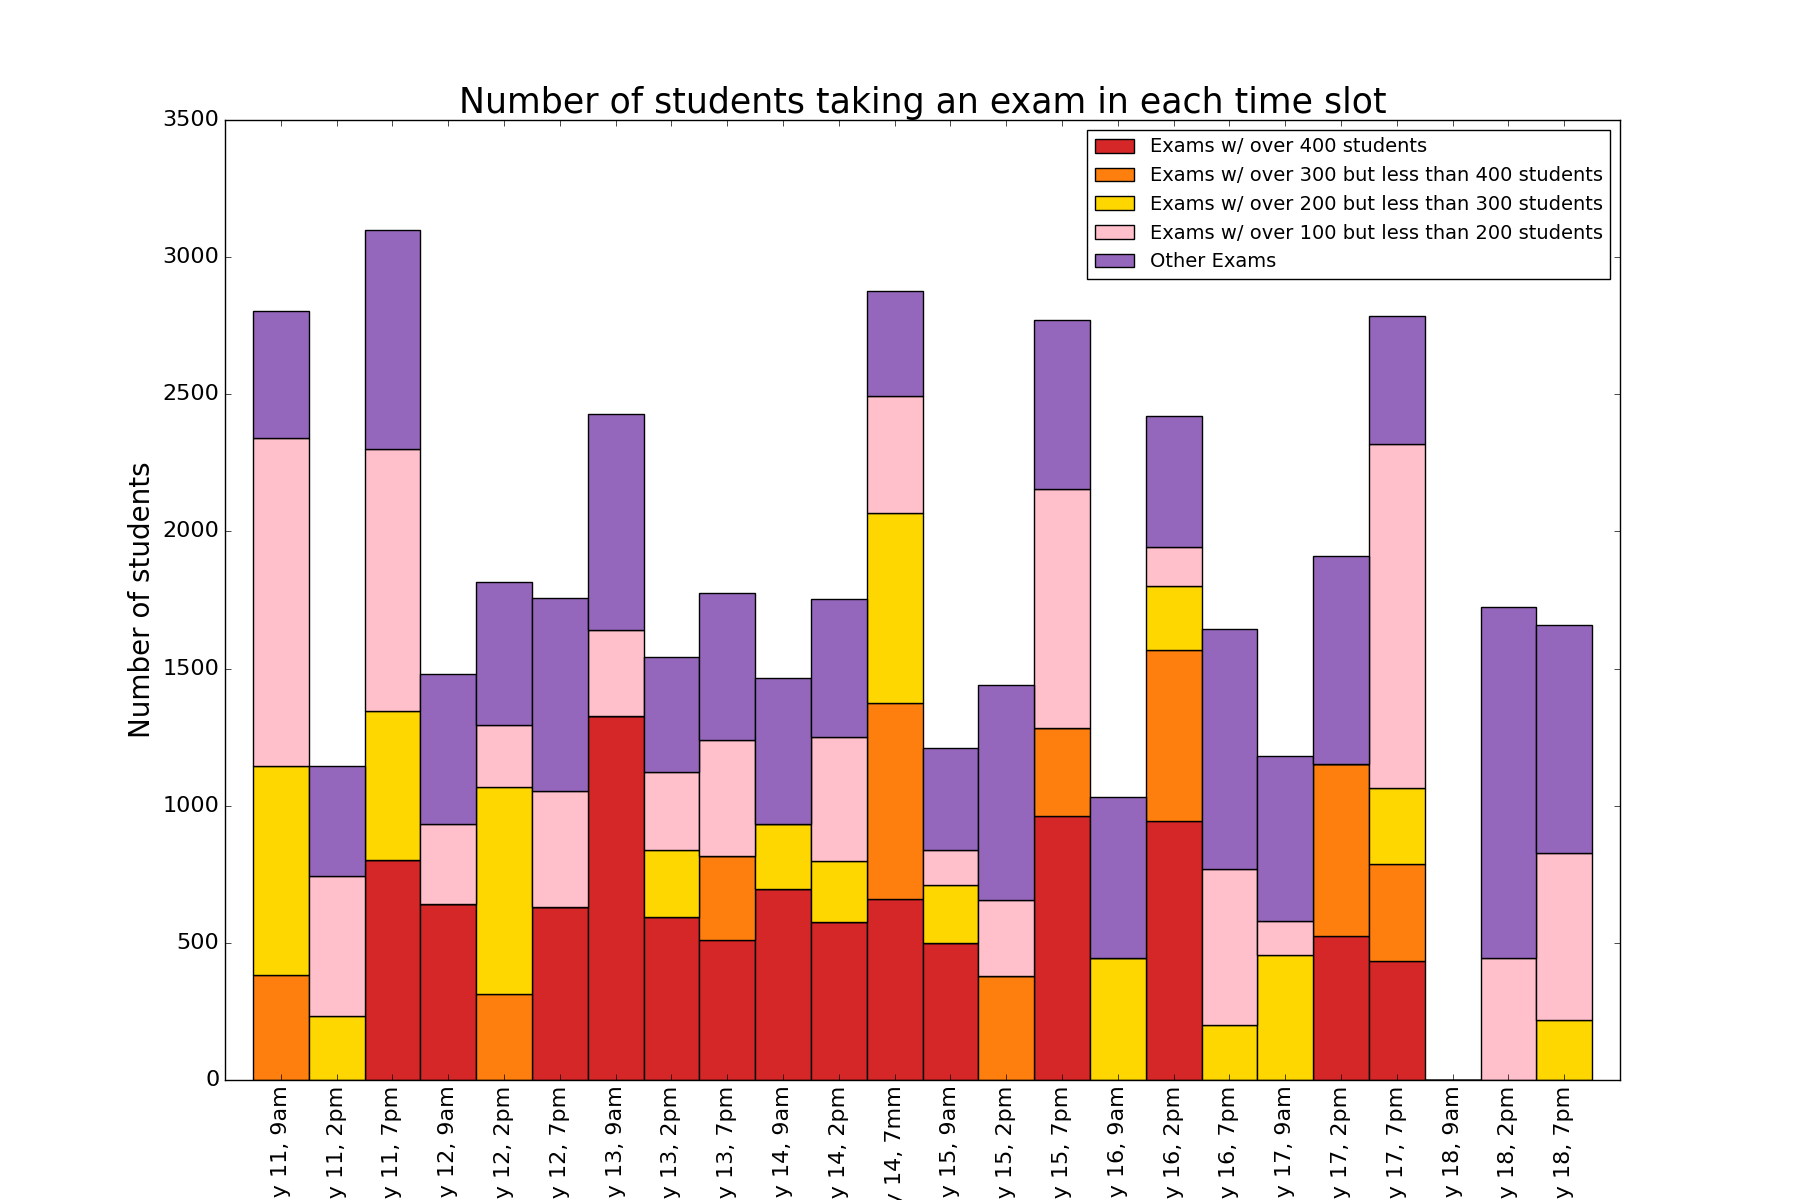 Number of students taking an exam in each time slot
Exams w/ over 400 students
Exams w/ over 300 but less than 400 students
Exams w/ over 200 but less than 300 students
Exams w/ over 100 but less than 200 students
Other Exams
Number of students
3500
3000
2500
2000
1500
1000
500
0
y 11, 9am
y 11, 2pm
y 11, 7pm
y 12, 9am
y 12, 2pm
y 12, 7pm
y 13, 9am
y 13, 2pm
y 13, 7pm
y 14, 9am
y 14, 2pm
y 14, 7mm
y 15, 9am
y 15, 2pm
y 15, 7pm
y 16, 9am
y 16, 2pm
y 16, 7pm
y 17, 9am
y 17, 2pm
y 17, 7pm
y 18, 9am
y 18, 2pm
y 18, 7pm